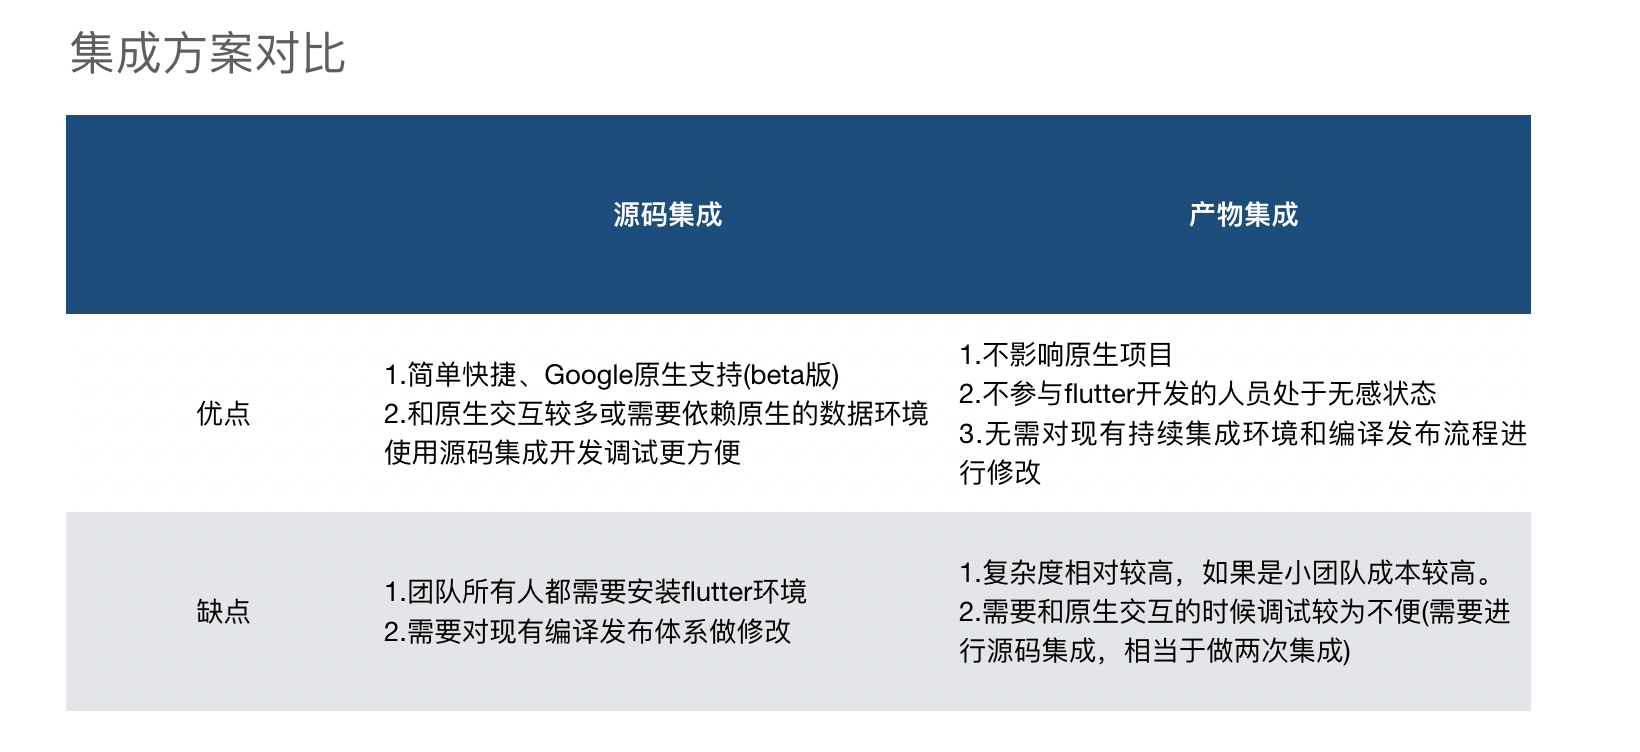 集成方案对比
源码集成
产物集成
优点
1.简单快捷、Google原生支持(beta版)
2.和原生交互较多或需要依赖原生的数据环境
使用源码集成开发调试更方便
1.不影响原生项目
2.不参与flutter开发的人员处于无感状态
3.无需对现有持续集成环境和编译发布流程进
行修改
缺点
1.团队所有人都需要安装flutter环境
2.需要对现有编译发布体系做修改
1.复杂度相对较高，如果是小团队成本较高。
2.需要和原生交互的时候调试较为不便(需要进
行源码集成，相当于做两次集成)